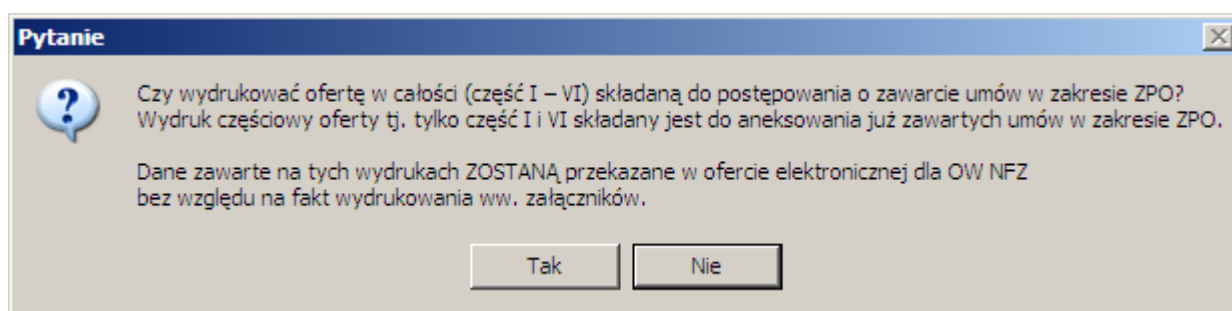 Pytanie
Czy wydrukować ofertę w całości (część I – VI) składaną do postępowania o zawarcie umów w zakresie ZPO?
Wydruk częściowy oferty tj. tylko część I i VI składany jest do aneksowania już zawartych umów w zakresie ZPO.
Dane zawarte na tych wydrukach ZOSTANĄ przekazane w ofercie elektronicznej dla OW NFZ
bez względu na fakt wydrukowania ww. załączników.
Tak Nie